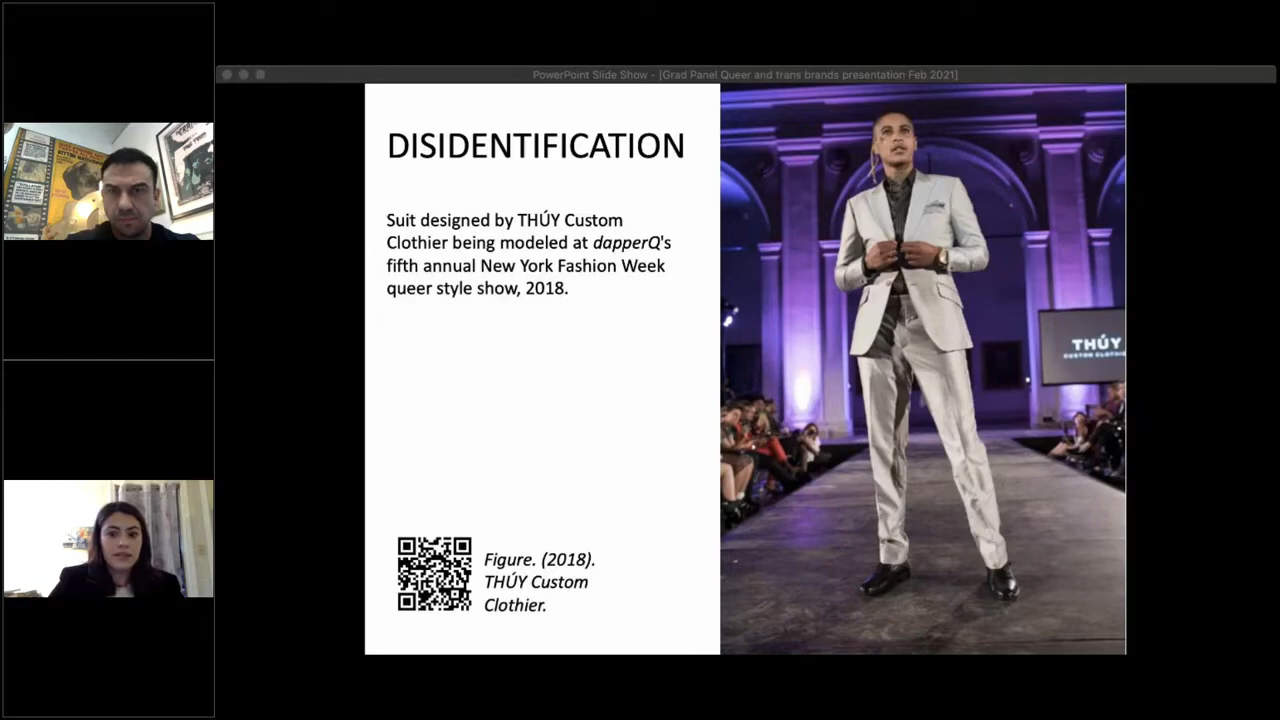 PowerPoint Slide Show - [Grad Panel Queer and trans brands presentation Feb 2021]
DISIDENTIFICATION
Suit designed by THÚY Custom
Clothier being modeled at dapperQ's
fifth annual New York Fashion Week
queer style show, 2018.
THÚY
CUSTOM CLOTHIE
Figure. (2018).
THÚY Custom
Clothier.